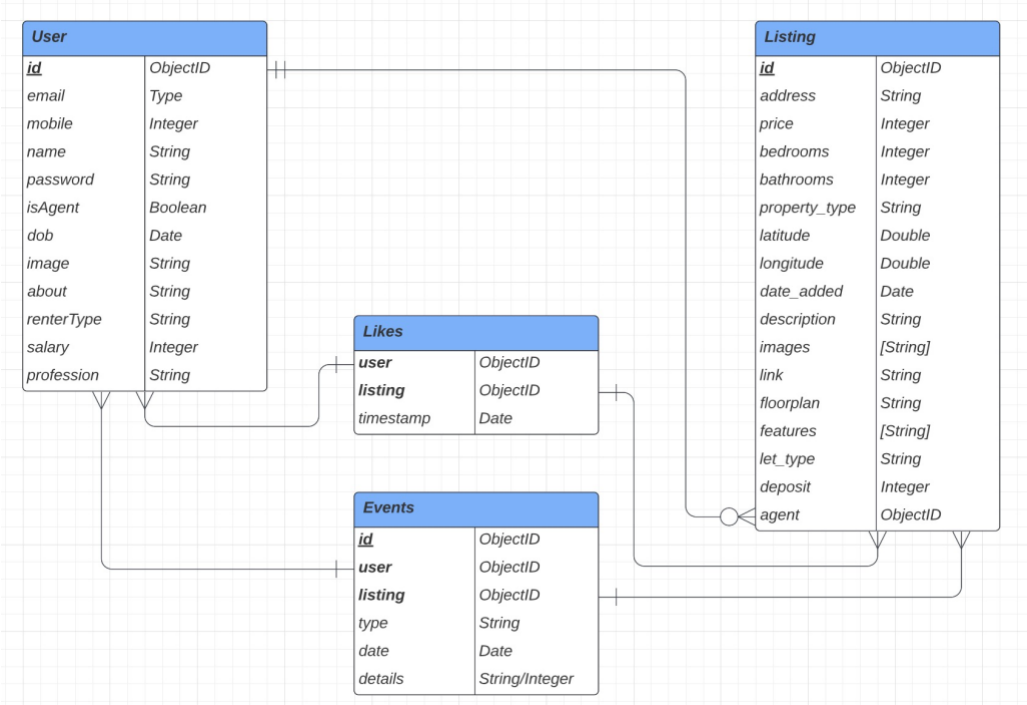 User
id ObjectID
email Type
mobile Integer
name String
password String
isAgent Boolean
dob Date
image String
about String
renterType String
salary Integer
profession String
Likes
user ObjectID
listing ObjectID
timestamp Date
Events
id ObjectID
user ObjectID
listing ObjectID
type String
date Date
details String/Integer
Listing
id ObjectID
address String
price Integer
bedrooms Integer
bathrooms Integer
property_type String
latitude Double
longitude Double
date_added Date
description String
images [String]
link String
floorplan String
features [String]
let_type String
deposit Integer
agent ObjectID